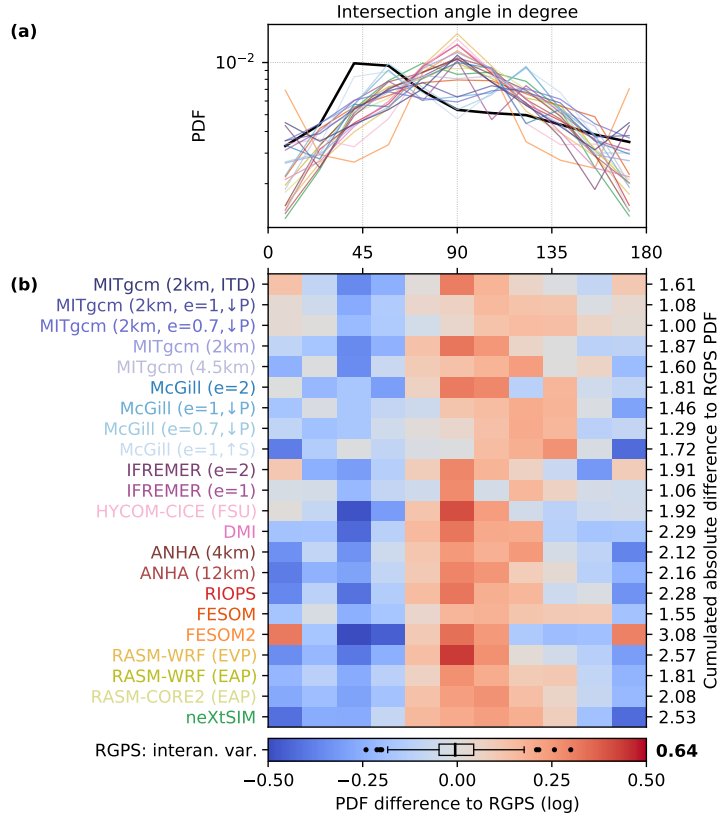 Intersection angle in degree
(a)
10−2
PDF
0 45 90 135 180
(b)
MITgcm (2km, ITD) 1.61
MITgcm (2km, e=1,↓P) 1.08
MITgcm (2km, e=0.7,↓P) 1.00
MITgcm (2km) 1.87
MITgcm (4.5km) 1.60
McGill (e=2) 1.81
McGill (e=1,↓P) 1.46
McGill (e=0.7,↓P) 1.29
McGill (e=1,↑S) 1.72
IFREMER (e=2) 1.91
IFREMER (e=1) 1.06
HYCOM-CICE (FSU) 1.92
DMI 2.29
ANHA (4km) 2.12
ANHA (12km) 2.16
RIOPS 2.28
FESOM 1.55
FESOM2 3.08
RASM-WRF (EVP) 2.57
RASM-WRF (EAP) 1.81
RASM-CORE2 (EAP) 2.08
neXtSIM 2.53
Cumulated absolute difference to RGPS PDF
RGPS: interan. var. 0.64
−0.50 −0.25 0.00 0.25 0.50
PDF difference to RGPS (log)